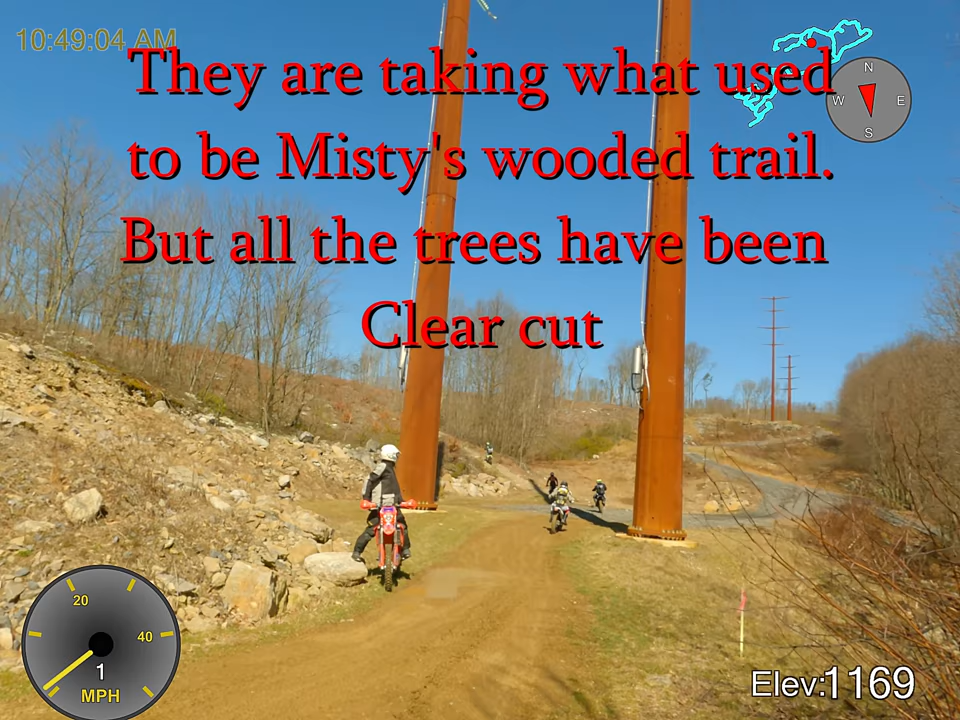 10:49:04 AM
They are taking what used
to be Misty's wooded trail.
But all the trees have been
Clear cut
N
W E
S
20
40
1
MPH
Elev:1169